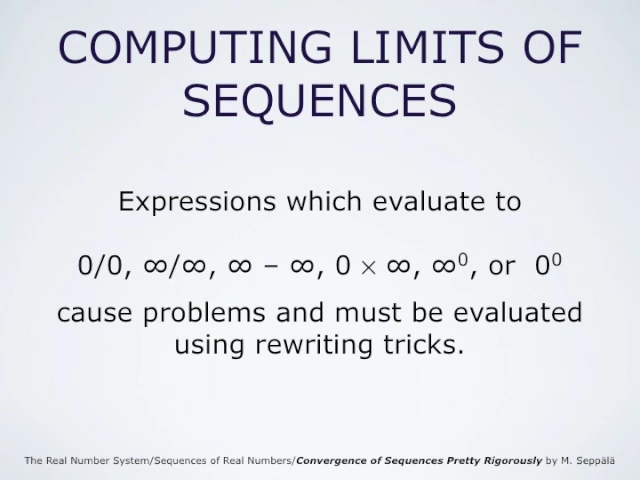 COMPUTING LIMITS OF
SEQUENCES
Expressions which evaluate to
0/0, ∞/∞, ∞ – ∞, 0 × ∞, ∞⁰, or 0⁰
cause problems and must be evaluated
using rewriting tricks.
The Real Number System/Sequences of Real Numbers/Convergence of Sequences Pretty Rigorously by M. Seppälä